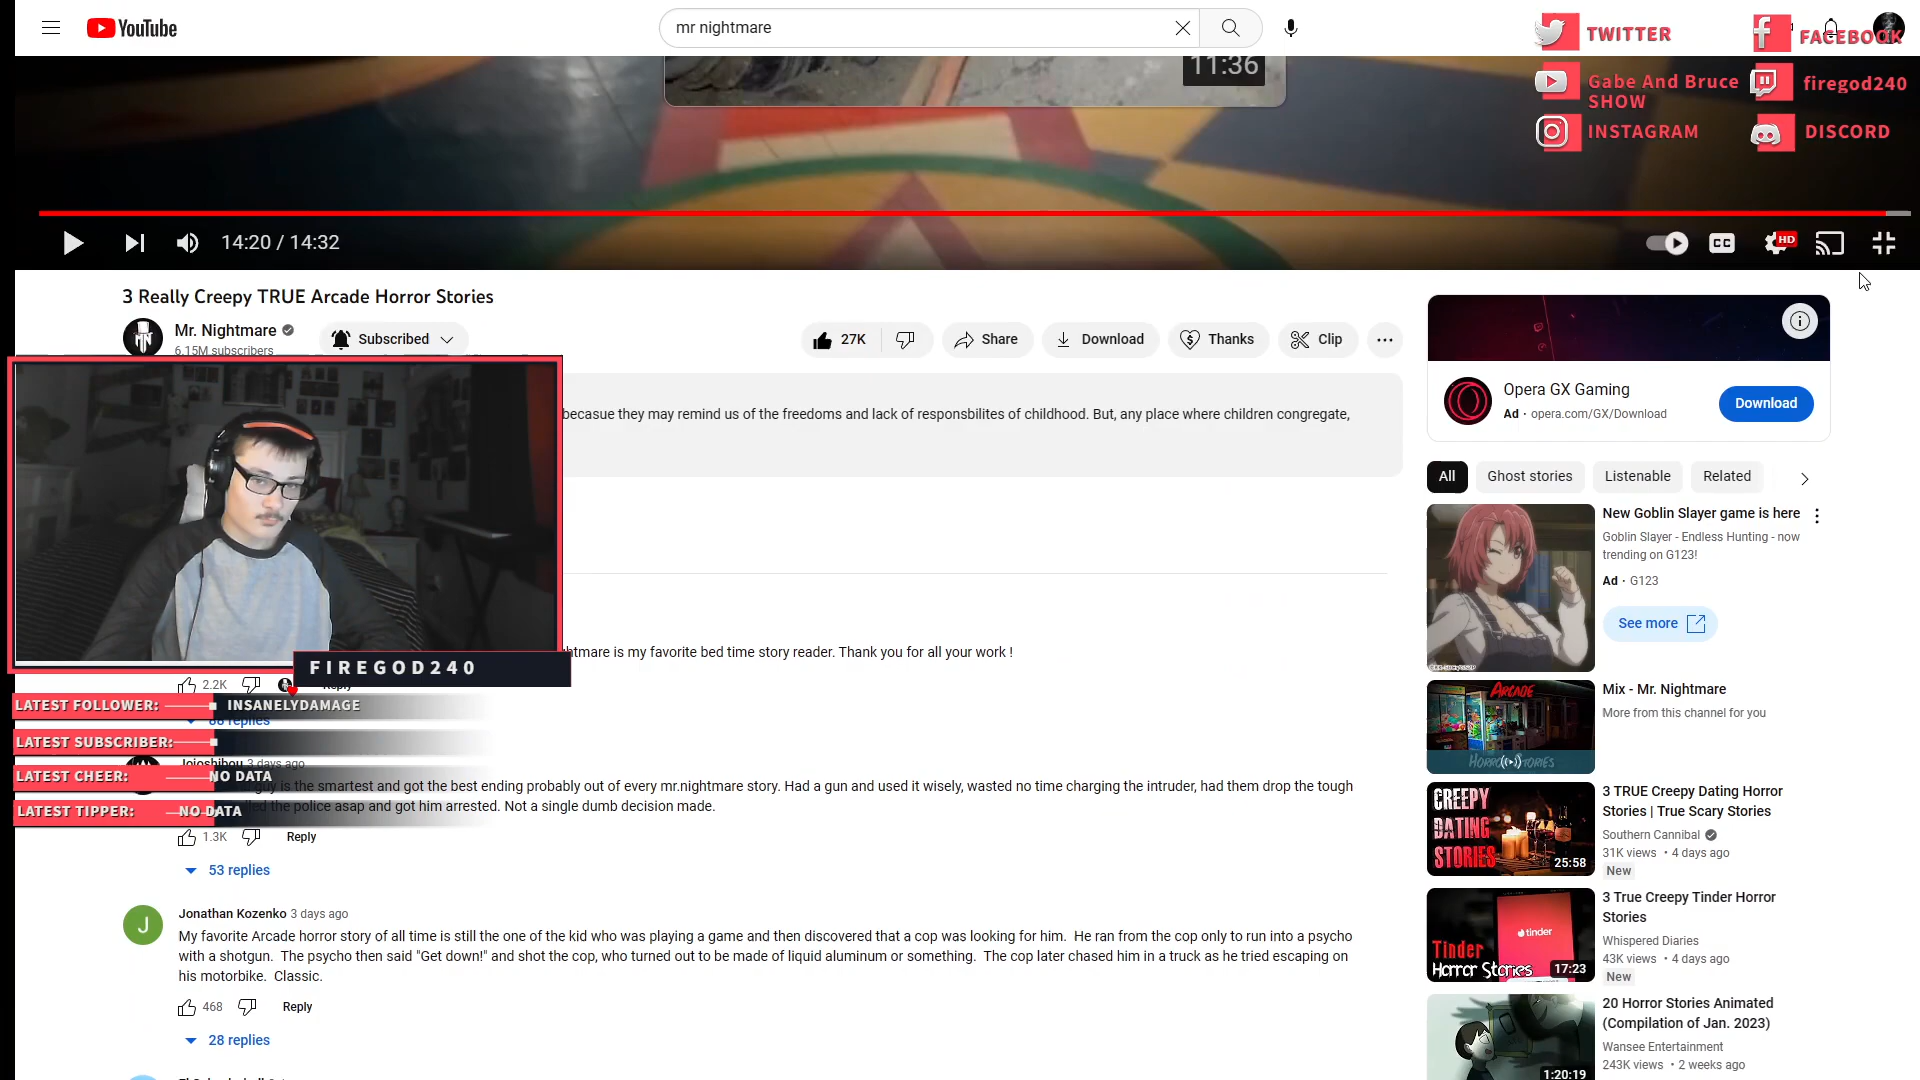 YouTube
mr nightmare
TWITTER
FACEBOOK
Gabe And Bruce
SHOW
firegod240
INSTAGRAM
DISCORD
11:36
14:20 / 14:32
CC
HD
3 Really Creepy TRUE Arcade Horror Stories
Mr. Nightmare
6.15M subscribers
Subscribed
27K
Share
Download
Thanks
Clip
becasue they may remind us of the freedoms and lack of responsbilites of childhood. But, any place where children congregate,
Opera GX Gaming
Ad · opera.com/GX/Download
Download
All
Ghost stories
Listenable
Related
New Goblin Slayer game is here
Goblin Slayer - Endless Hunting - now
trending on G123!
Ad · G123
See more
htmare is my favorite bed time story reader. Thank you for all your work !
FIREGOD240
2.2K
Reply
LATEST FOLLOWER:
INSANELYDAMAGE
replies
LATEST SUBSCRIBER:
Jojoshibou 3 days ago
LATEST CHEER:
NO DATA
guy is the smartest and got the best ending probably out of every mr.nightmare story. Had a gun and used it wisely, wasted no time charging the intruder, had them drop the tough
LATEST TIPPER:
NO DATA
the police asap and got him arrested. Not a single dumb decision made.
1.3K
Reply
53 replies
Jonathan Kozenko 3 days ago
My favorite Arcade horror story of all time is still the one of the kid who was playing a game and then discovered that a cop was looking for him. He ran from the cop only to run into a psycho
with a shotgun. The psycho then said "Get down!" and shot the cop, who turned out to be made of liquid aluminum or something. The cop later chased him in a truck as he tried escaping on
his motorbike. Classic.
468
Reply
28 replies
ARCADE
HORROR STORIES
Mix - Mr. Nightmare
More from this channel for you
CREEPY
DATING
STORIES
25:58
3 TRUE Creepy Dating Horror
Stories | True Scary Stories
Southern Cannibal
31K views • 4 days ago
New
tinder
Tinder
Horror Stories
17:23
3 True Creepy Tinder Horror
Stories
Whispered Diaries
43K views • 4 days ago
New
1:20:19
20 Horror Stories Animated
(Compilation of Jan. 2023)
Wansee Entertainment
243K views • 2 weeks ago